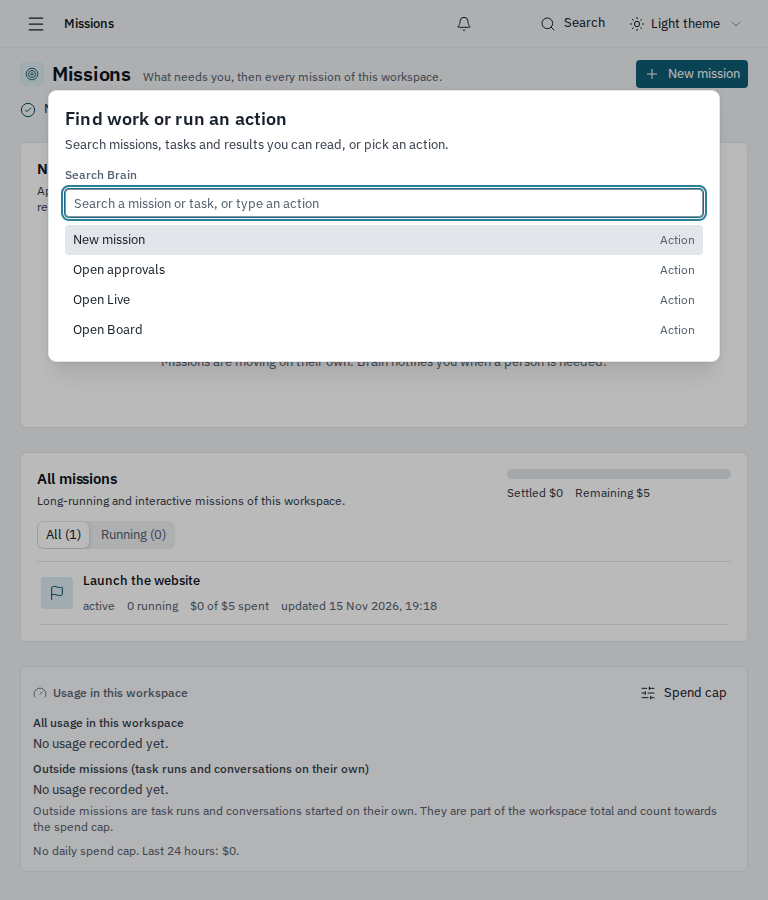 Missions
Search
Light theme
Missions
What needs you, then every mission of this workspace.
New mission
Find work or run an action
Search missions, tasks and results you can read, or pick an action.
Search Brain
Search a mission or task, or type an action
New mission Action
Open approvals Action
Open Live Action
Open Board Action
Missions are moving on their own. Brain notifies you when a person is needed.
All missions
Long-running and interactive missions of this workspace.
Settled $0 Remaining $5
All (1) Running (0)
Launch the website
active 0 running $0 of $5 spent updated 15 Nov 2026, 19:18
Usage in this workspace
Spend cap
All usage in this workspace
No usage recorded yet.
Outside missions (task runs and conversations on their own)
No usage recorded yet.
Outside missions are task runs and conversations started on their own. They are part of the workspace total and count towards
the spend cap.
No daily spend cap. Last 24 hours: $0.